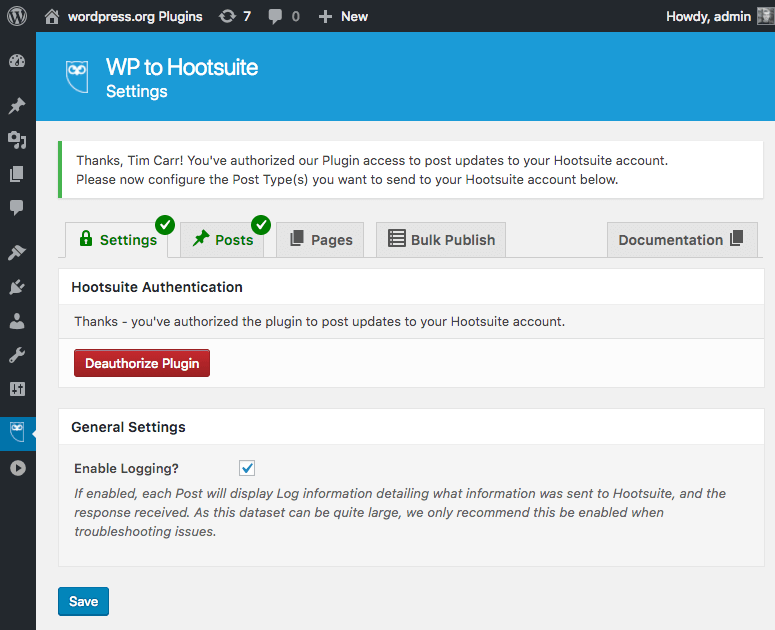 wordpress.org Plugins 7 0 New Howdy, admin
WP to Hootsuite
Settings
Thanks, Tim Carr! You've authorized our Plugin access to post updates to your Hootsuite account.
Please now configure the Post Type(s) you want to send to your Hootsuite account below.
Settings Posts Pages Bulk Publish Documentation
Hootsuite Authentication
Thanks - you've authorized the plugin to post updates to your Hootsuite account.
Deauthorize Plugin
General Settings
Enable Logging?
If enabled, each Post will display Log information detailing what information was sent to Hootsuite, and the
response received. As this dataset can be quite large, we only recommend this be enabled when
troubleshooting issues.
Save